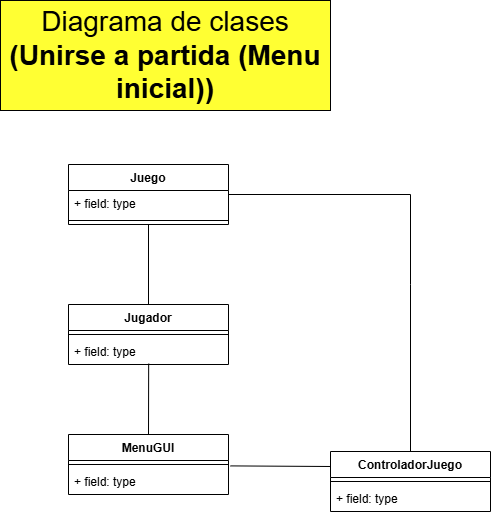 Diagrama de clases
(Unirse a partida (Menu
inicial))
Juego
+ field: type
Jugador
+ field: type
MenuGUI
+ field: type
ControladorJuego
+ field: type